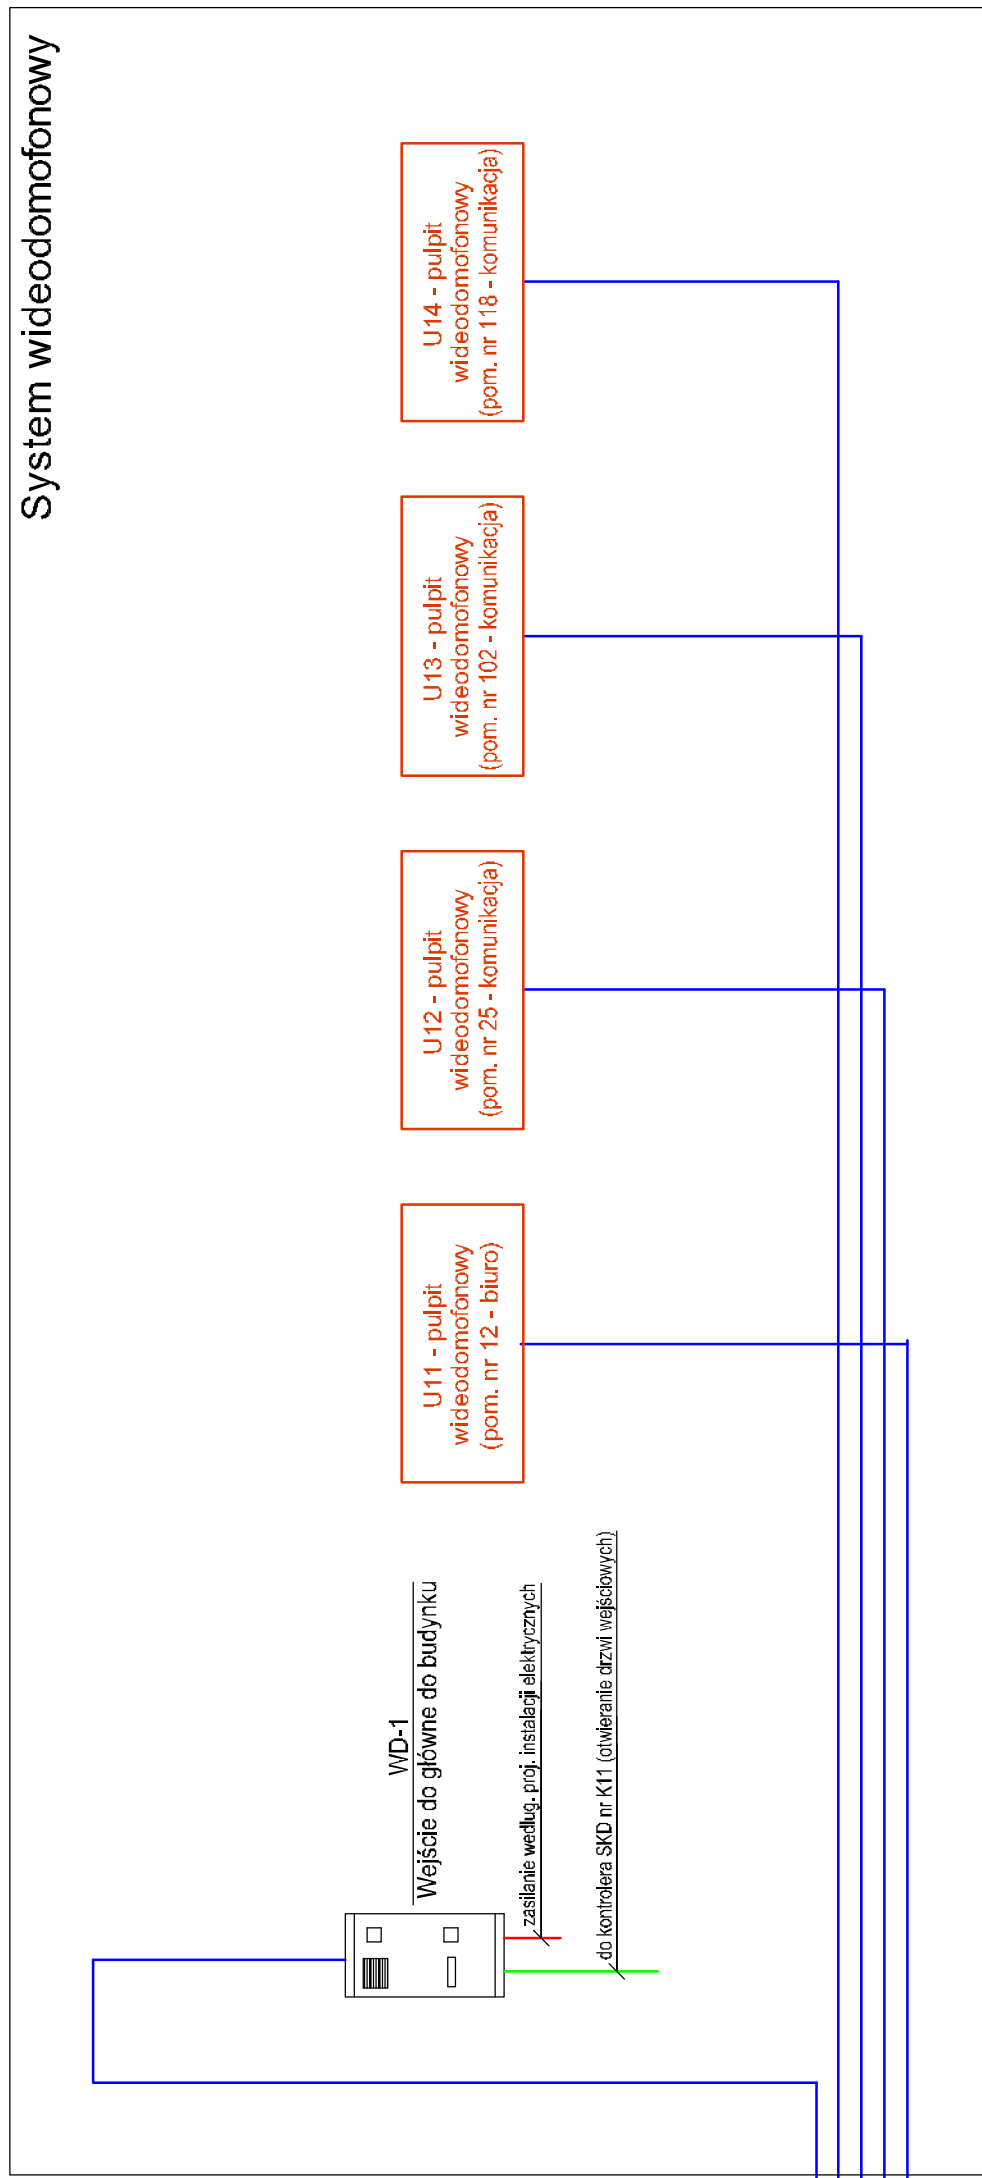 System wideodomofonowy
WD-1
Wejście do główne do budynku
zasilanie wedlug. proj. instalacji elektrycznych
do kontrolera SKD nr K11 (otwieranie drzwi wejściowych)
U11 - pulpit
wideodomofonowy
(pom. nr 12 - biuro)
U12 - pulpit
wideodomofonowy
(pom. nr 25 - komunikacja)
U13 - pulpit
wideodomofonowy
(pom. nr 102 - komunikacja)
U14 - pulpit
wideodomofonowy
(pom. nr 118 - komunikacja)